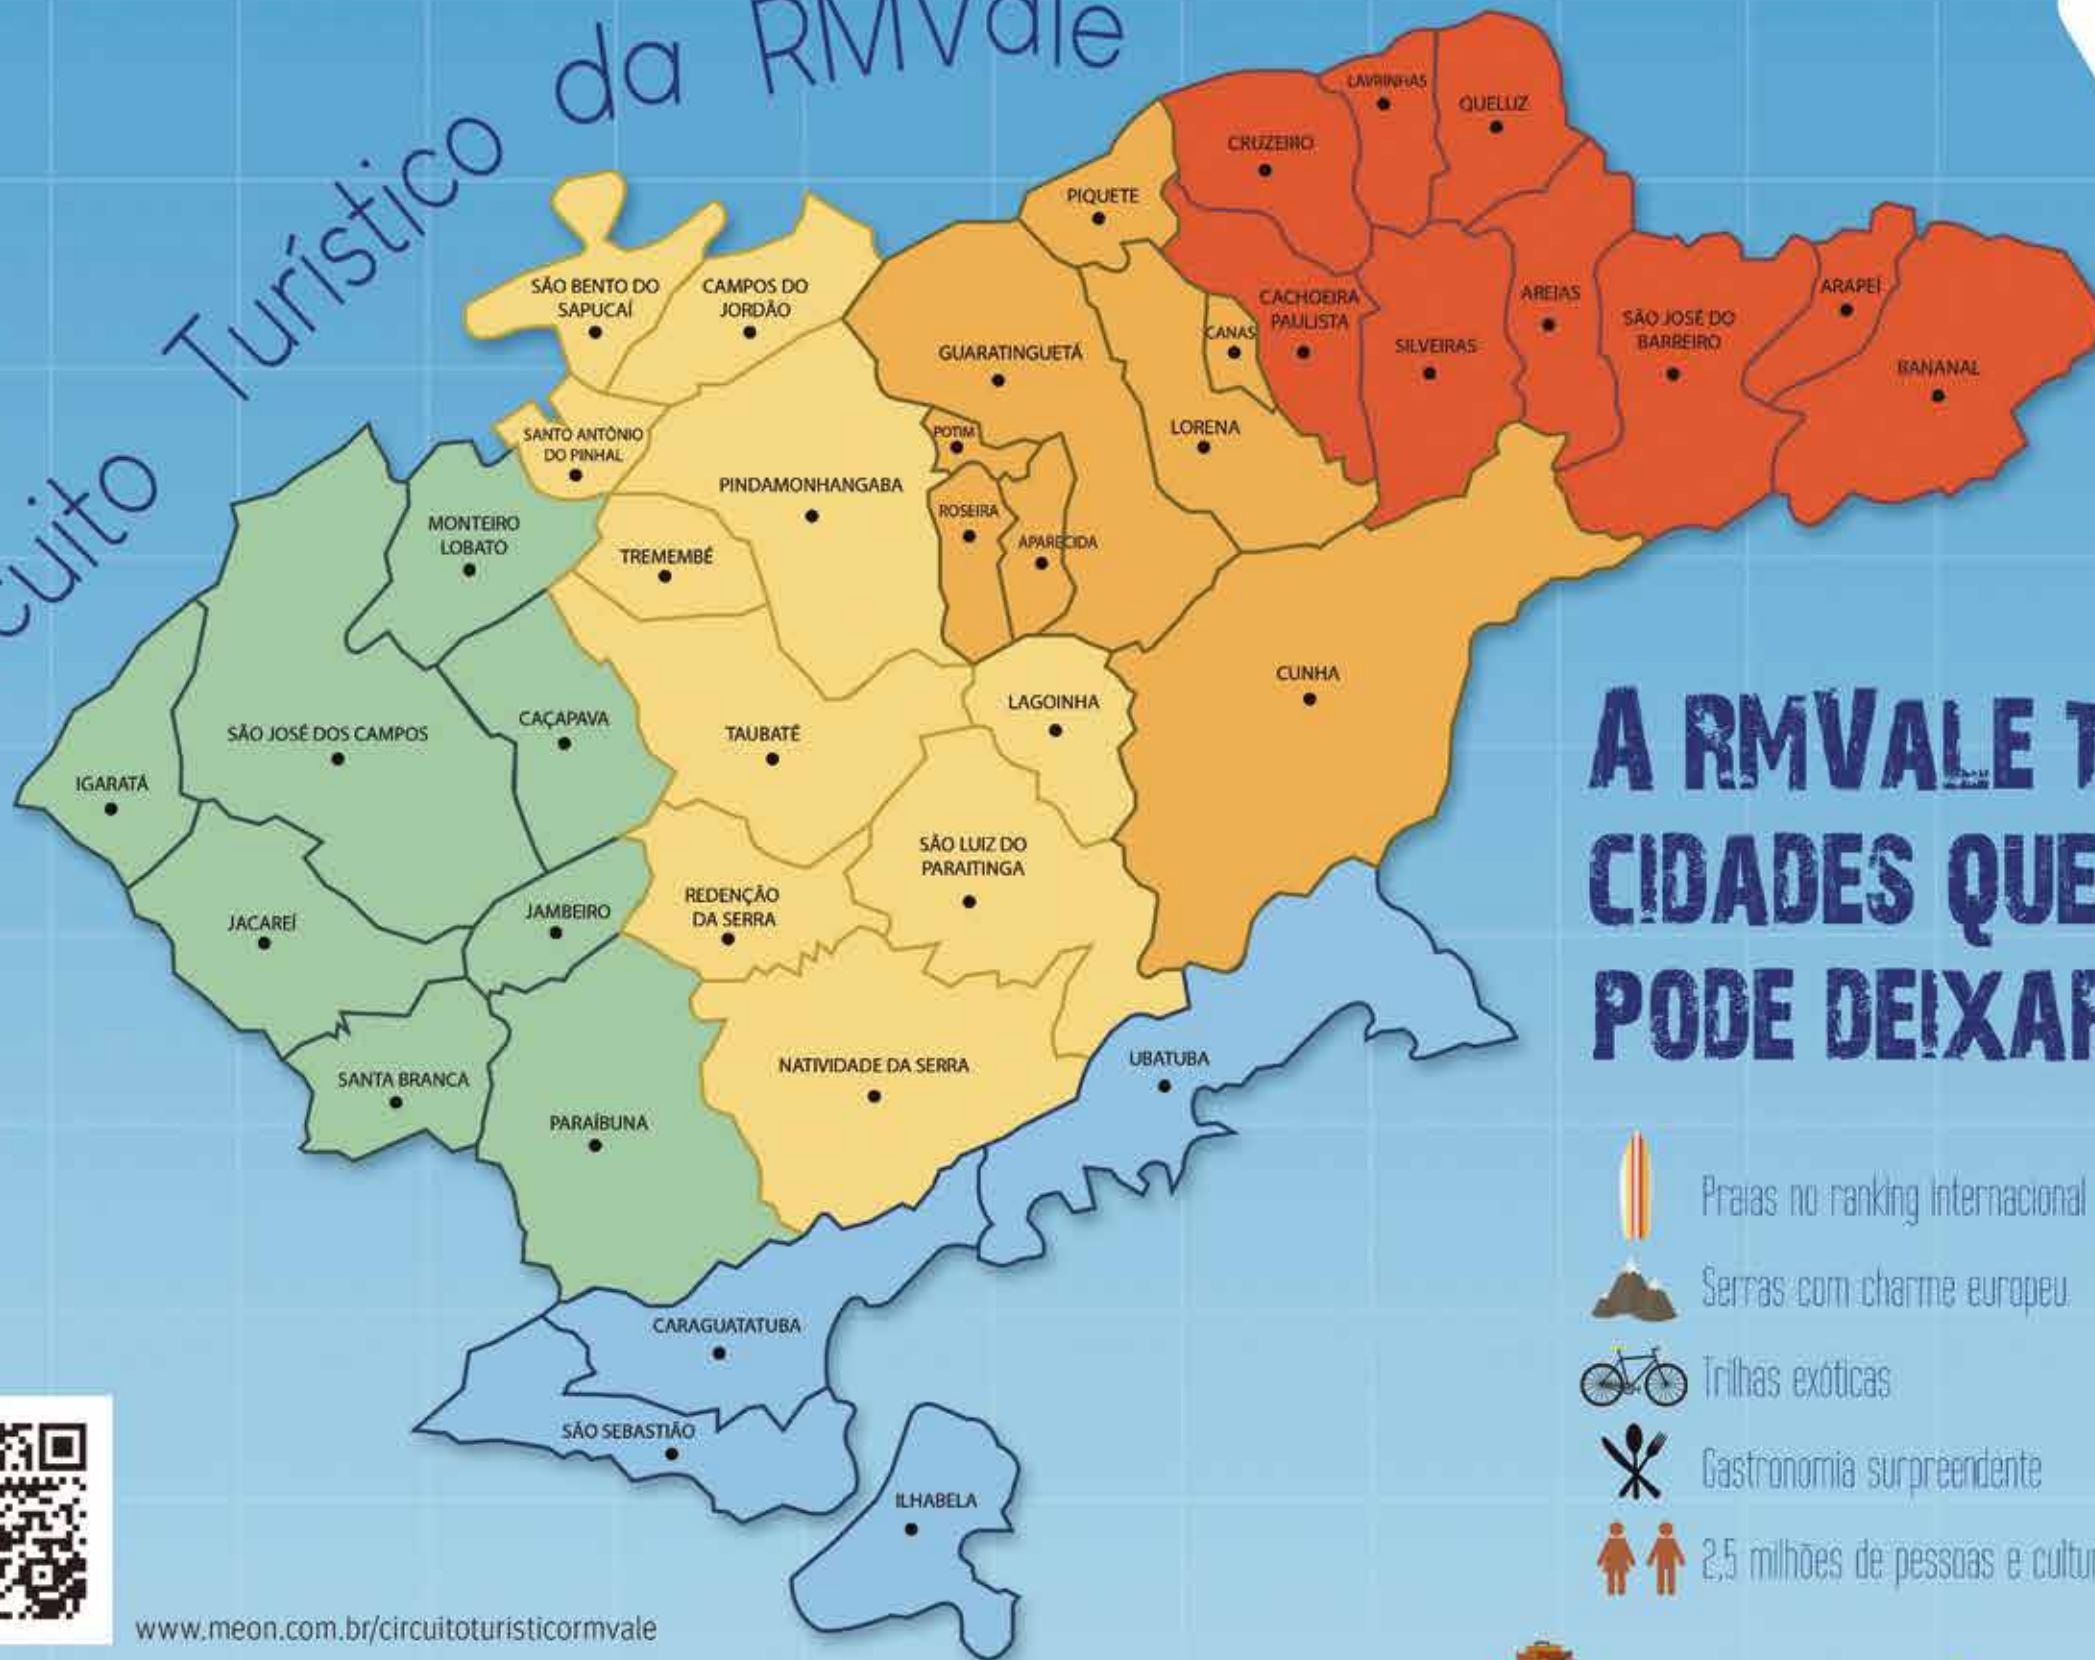 Turístico da RMVale
LAVRINHAS
QUELUZ
CRUZEIRO
PIQUETE
SÃO BENTO DO
SAPUCAÍ
CAMPOS DO
JORDÃO
CACHOEIRA
PAULISTA
CANAS
AREIAS
ARAPEÍ
SÃO JOSÉ DO
BARREIRO
SILVEIRAS
BANANAL
GUARATINGUETÁ
LORENA
POTIM
SANTO ANTÔNIO
DO PINHAL
PINDAMONHANGABA
ROSEIRA
APARECIDA
MONTEIRO
LOBATO
TREMEMBÉ
CUNHA
LAGOINHA
CAÇAPAVA
SÃO JOSÉ DOS CAMPOS
TAUBATÉ
IGARATÁ
SÃO LUIZ DO
PARAITINGA
REDENÇÃO
DA SERRA
JAMBEIRO
JACAREÍ
NATIVIDADE DA SERRA
UBATUBA
SANTA BRANCA
PARAÍBUNA
CARAGUATATUBA
SÃO SEBASTIÃO
ILHABELA
A RMVALE
CIDADES QUE
PODE DEIXAR
Praias no ranking internacional
Serras com charme europeu
Trilhas exóticas
Gastronomia surpreendente
2,5 milhões de pessoas e
www.meon.com.br/circuitoturisticormvale